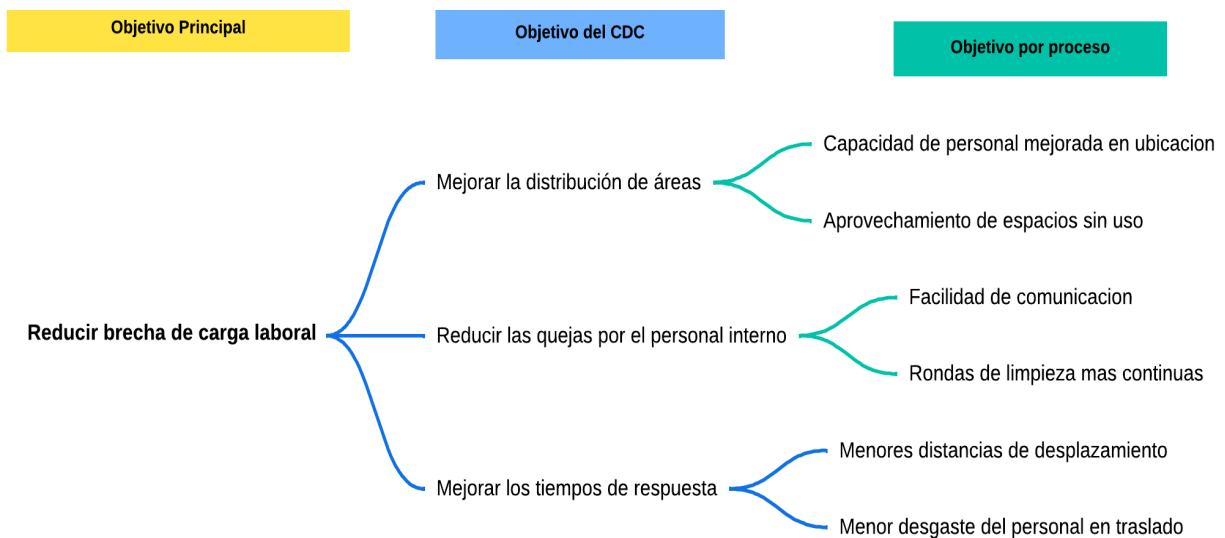 Objetivo Principal
Objetivo del CDC
Objetivo por proceso
Capacidad de personal mejorada en ubicacion
Mejorar la distribución de áreas
Aprovechamiento de espacios sin uso
Facilidad de comunicacion
Reducir brecha de carga laboral
Reducir las quejas por el personal interno
Rondas de limpieza mas continuas
Menores distancias de desplazamiento
Mejorar los tiempos de respuesta
Menor desgaste del personal en traslado